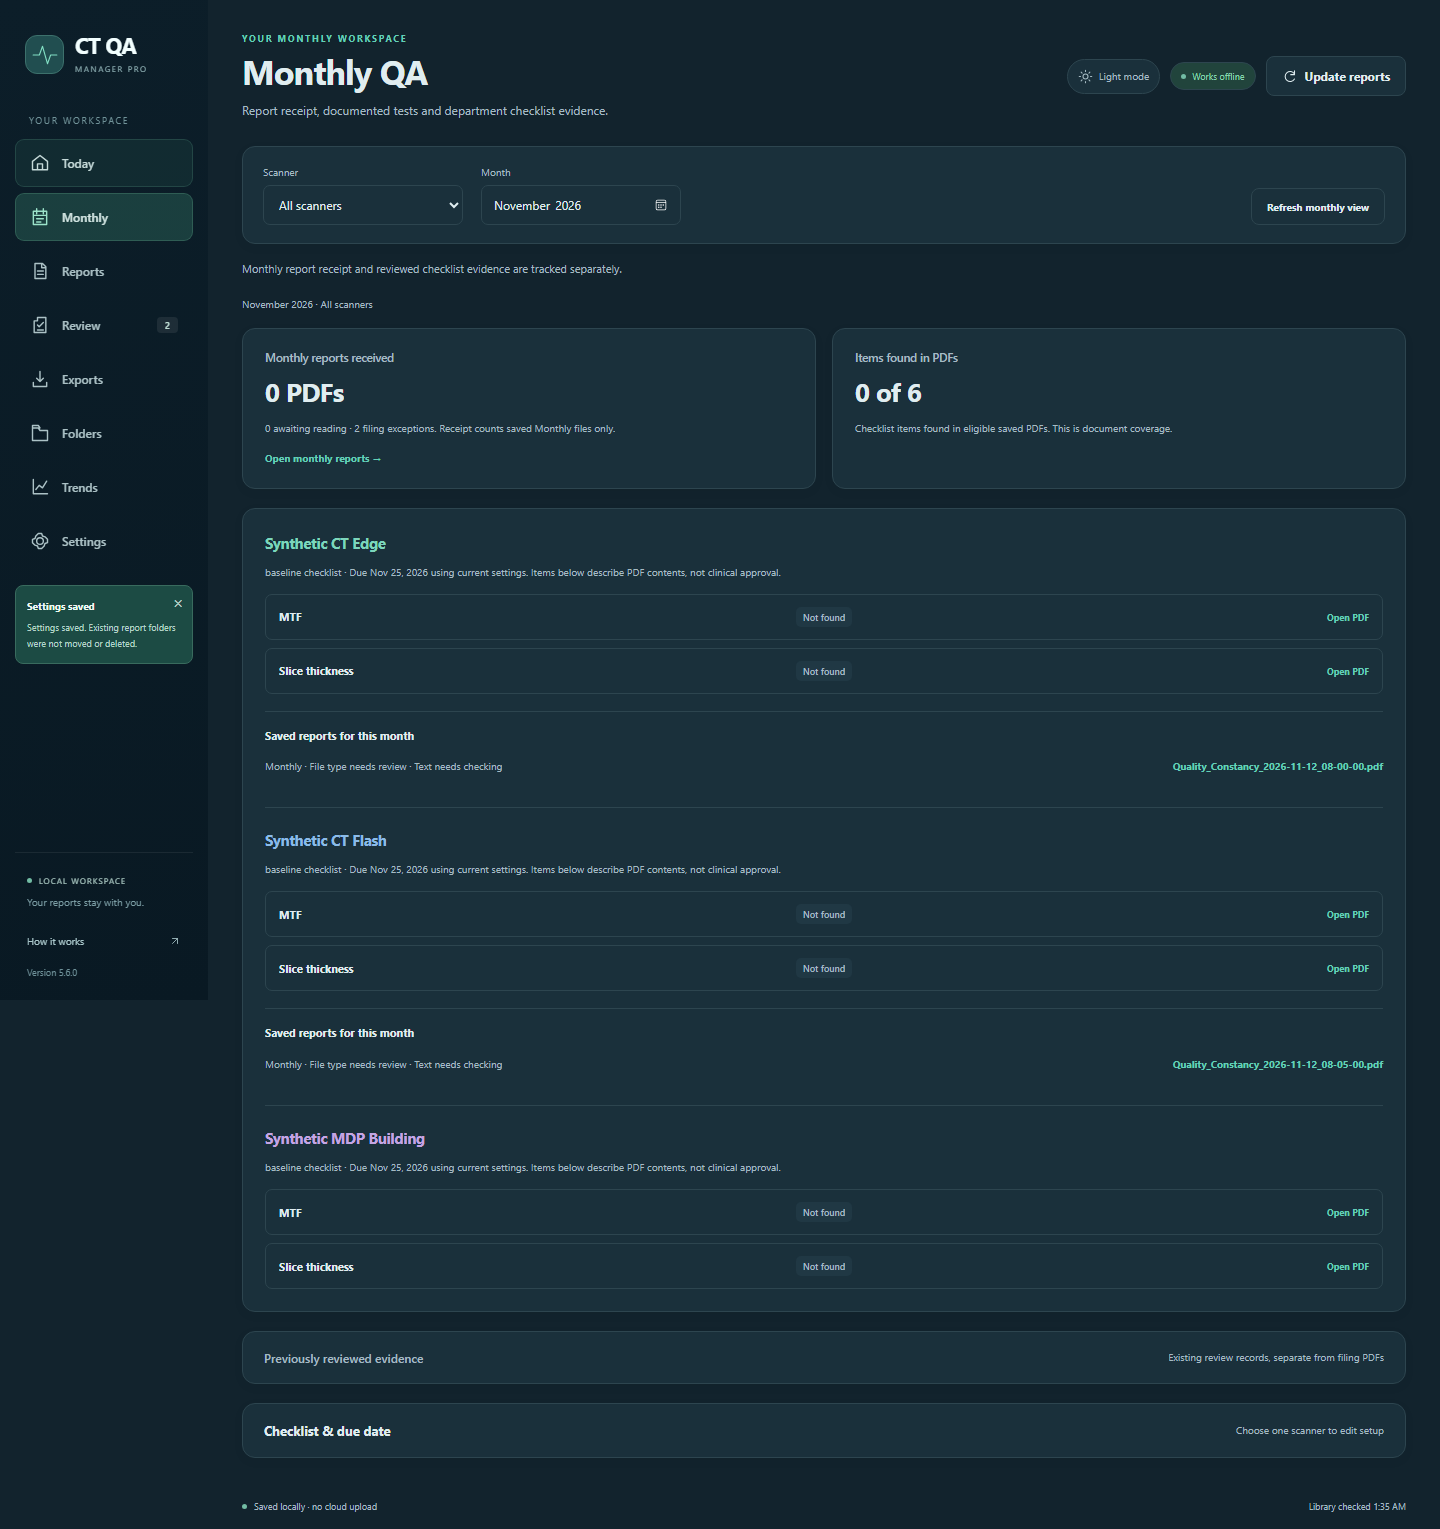 CT QA
MANAGER PRO
YOUR WORKSPACE
Today
Monthly
Reports
Review 2
Exports
Folders
Trends
Settings
Settings saved
Settings saved. Existing report folders
were not moved or deleted.
LOCAL WORKSPACE
Your reports stay with you.
How it works
Version 5.6.0
YOUR MONTHLY WORKSPACE
Monthly QA
Report receipt, documented tests and department checklist evidence.
Light mode
Works offline
Update reports
Scanner
All scanners
Month
November 2026
Refresh monthly view
Monthly report receipt and reviewed checklist evidence are tracked separately.
November 2026 · All scanners
Monthly reports received
0 PDFs
0 awaiting reading · 2 filing exceptions. Receipt counts saved Monthly files only.
Open monthly reports →
Items found in PDFs
0 of 6
Checklist items found in eligible saved PDFs. This is document coverage.
Synthetic CT Edge
baseline checklist · Due Nov 25, 2026 using current settings. Items below describe PDF contents, not clinical approval.
MTF Not found Open PDF
Slice thickness Not found Open PDF
Saved reports for this month
Monthly · File type needs review · Text needs checking Quality_Constancy_2026-11-12_08-00-00.pdf
Synthetic CT Flash
baseline checklist · Due Nov 25, 2026 using current settings. Items below describe PDF contents, not clinical approval.
MTF Not found Open PDF
Slice thickness Not found Open PDF
Saved reports for this month
Monthly · File type needs review · Text needs checking Quality_Constancy_2026-11-12_08-05-00.pdf
Synthetic MDP Building
baseline checklist · Due Nov 25, 2026 using current settings. Items below describe PDF contents, not clinical approval.
MTF Not found Open PDF
Slice thickness Not found Open PDF
Previously reviewed evidence Existing review records, separate from filing PDFs
Checklist & due date Choose one scanner to edit setup
Saved locally · no cloud upload Library checked 1:35 AM